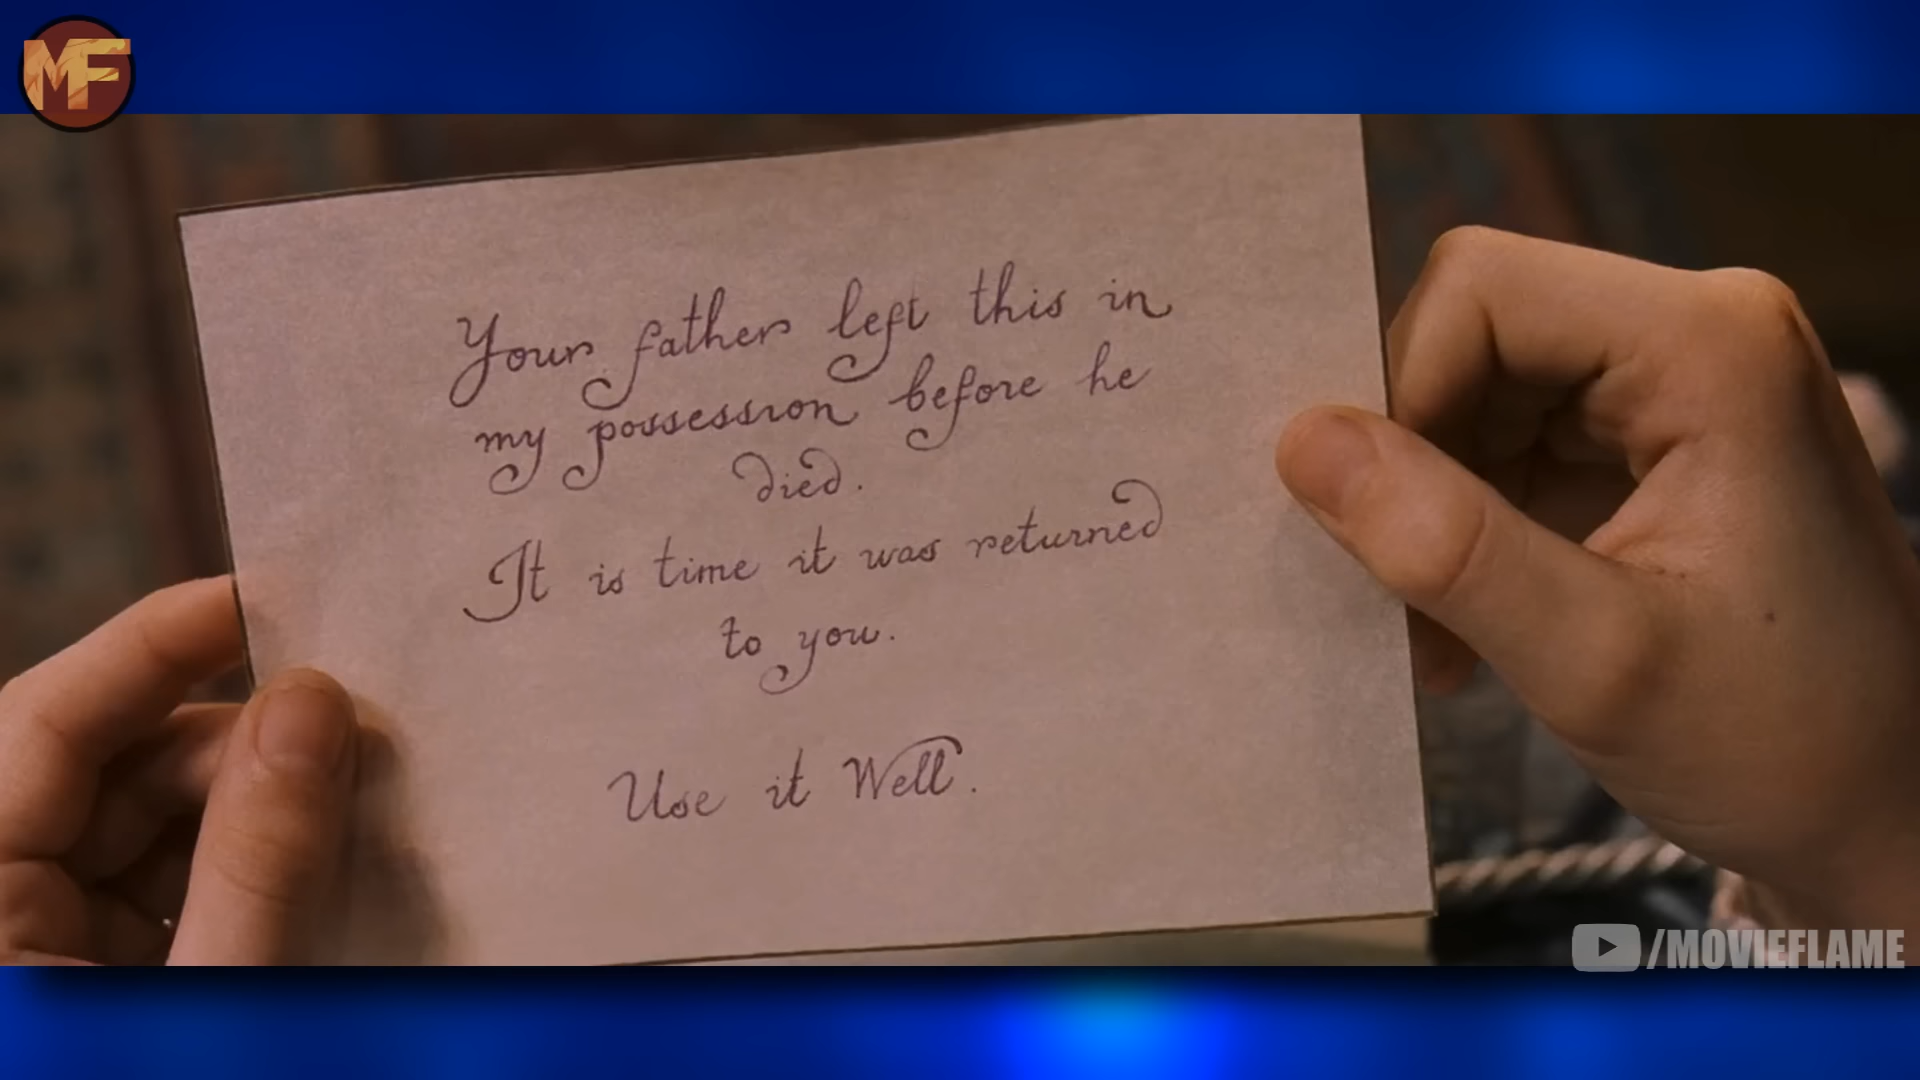 MF
Your father left this in
my possession before he
died.
It is time it was returned
to you.
Use it Well.
/MOVIEFLAME